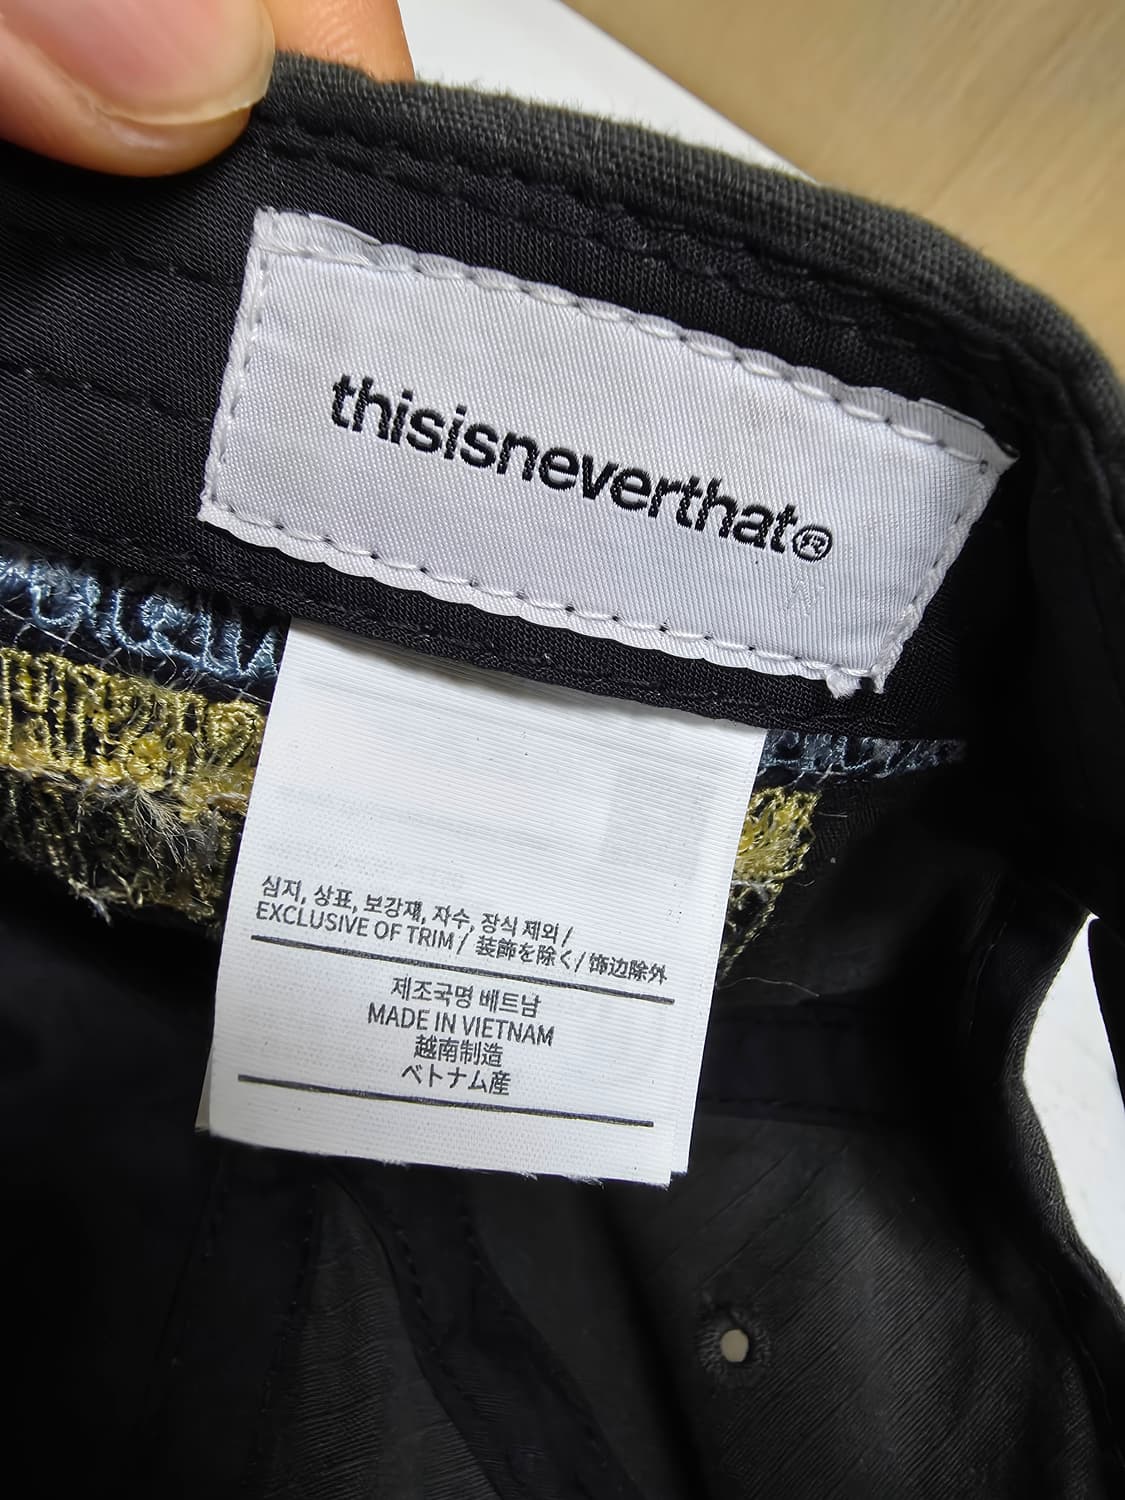 thisisneverthat®
심지, 상표, 보강재, 자수, 장식 제외/
EXCLUSIVE OF TRIM/ 装飾を除く/饰边除外
제조국명 베트남
MADE IN VIETNAM
越南制造
ベトナム産